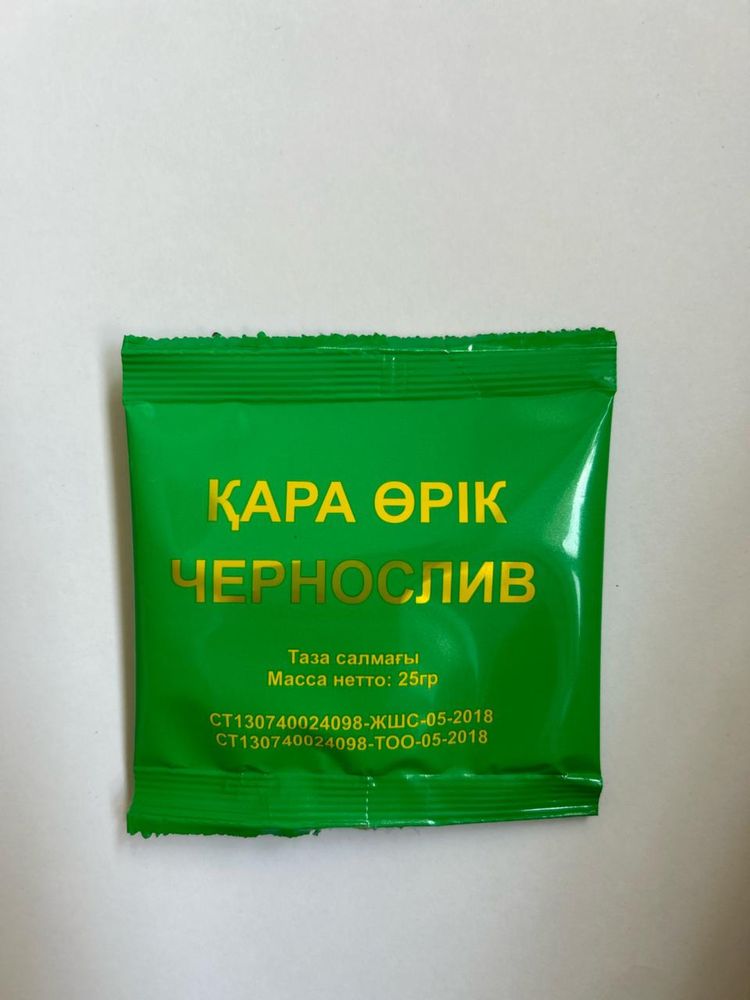 ҚАРА ӨРІК
ЧЕРНОСЛИВ
Таза салмағы
Масса нетто: 25гр
СТ130740024098-ЖШС-05-2018
СТ130740024098-ТОО-05-2018